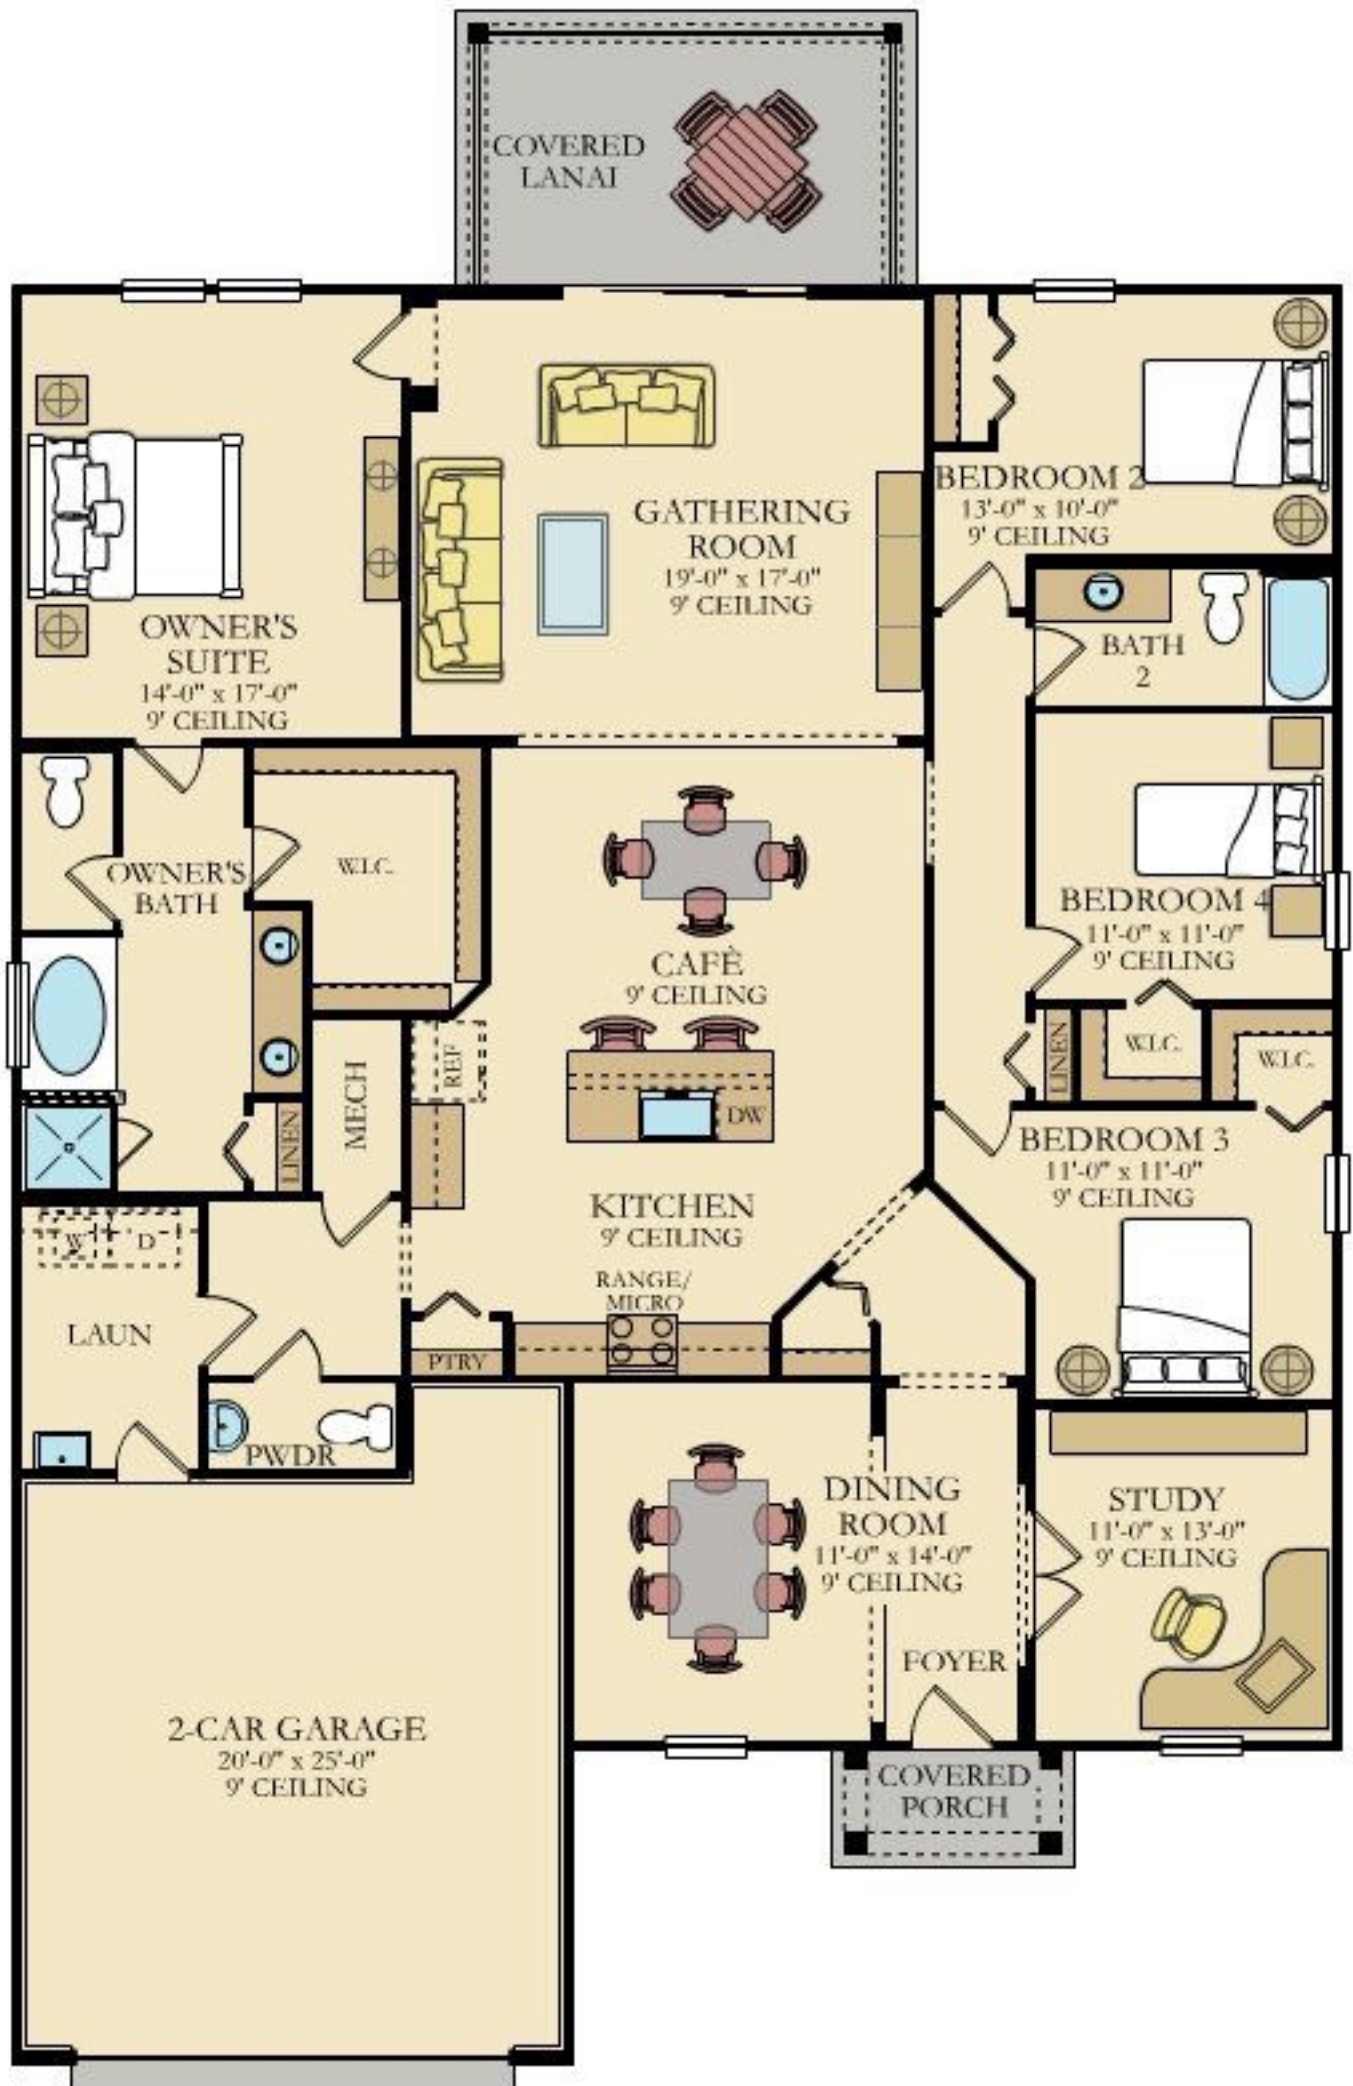 COVERED
LANAI
BEDROOM 2
13'-0" x 10'-0"
9' CEILING
GATHERING
ROOM
19'-0" x 17'-0"
9' CEILING
OWNER'S
SUITE
14'-0" x 17'-0"
9' CEILING
BATH
2
OWNER'S
BATH
W.I.C.
CAFÈ
9' CEILING
BEDROOM 4
11'-0" x 11'-0"
9' CEILING
MECH
REF
DW
LINEN
W.I.C.
W.I.C.
LINEN
BEDROOM 3
11'-0" x 11'-0"
9' CEILING
KITCHEN
9' CEILING
RANGE/
MICRO
W
D
LAUN
PTRY
PWDR
DINING
ROOM
11'-0" x 14'-0"
9' CEILING
STUDY
11'-0" x 13'-0"
9' CEILING
FOYER
2-CAR GARAGE
20'-0" x 25'-0"
9' CEILING
COVERED
PORCH